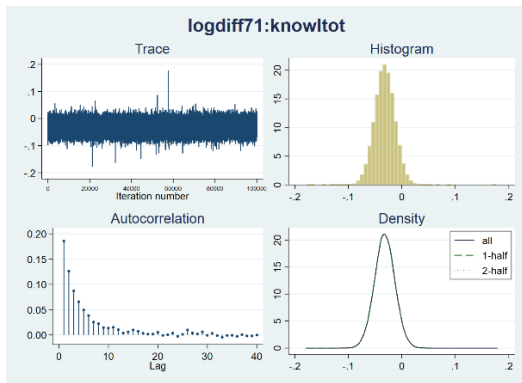 logdiff71:knowltot
Trace
.2
.1
0
-.1
-.2
0 20000 40000 60000 80000 100000
Iteration number
Histogram
20
15
10
5
0
-.2 -.1 0 .1 .2
Autocorrelation
0.20
0.15
0.10
0.05
0.00
0 10 20 30 40
Lag
Density
20
15
10
5
0
-.2 -.1 0 .1 .2
all
1-half
2-half